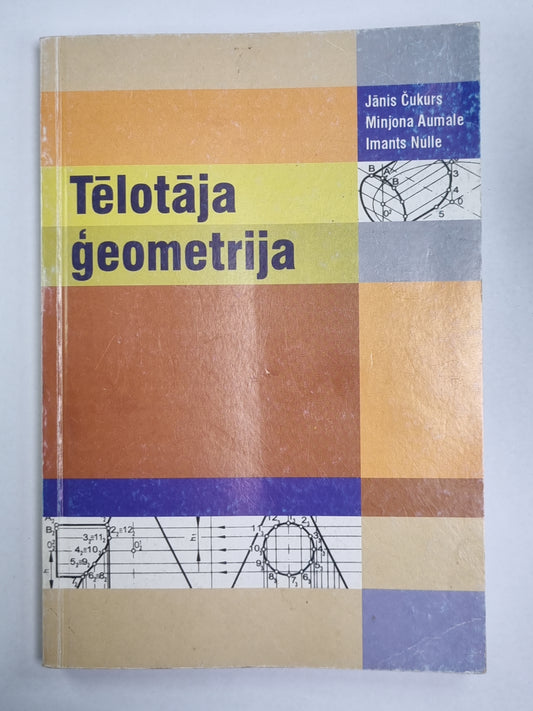 Jānis Čukurs
Minjona Aumale
Imants Nulle
Tēlotāja
ģeometrija